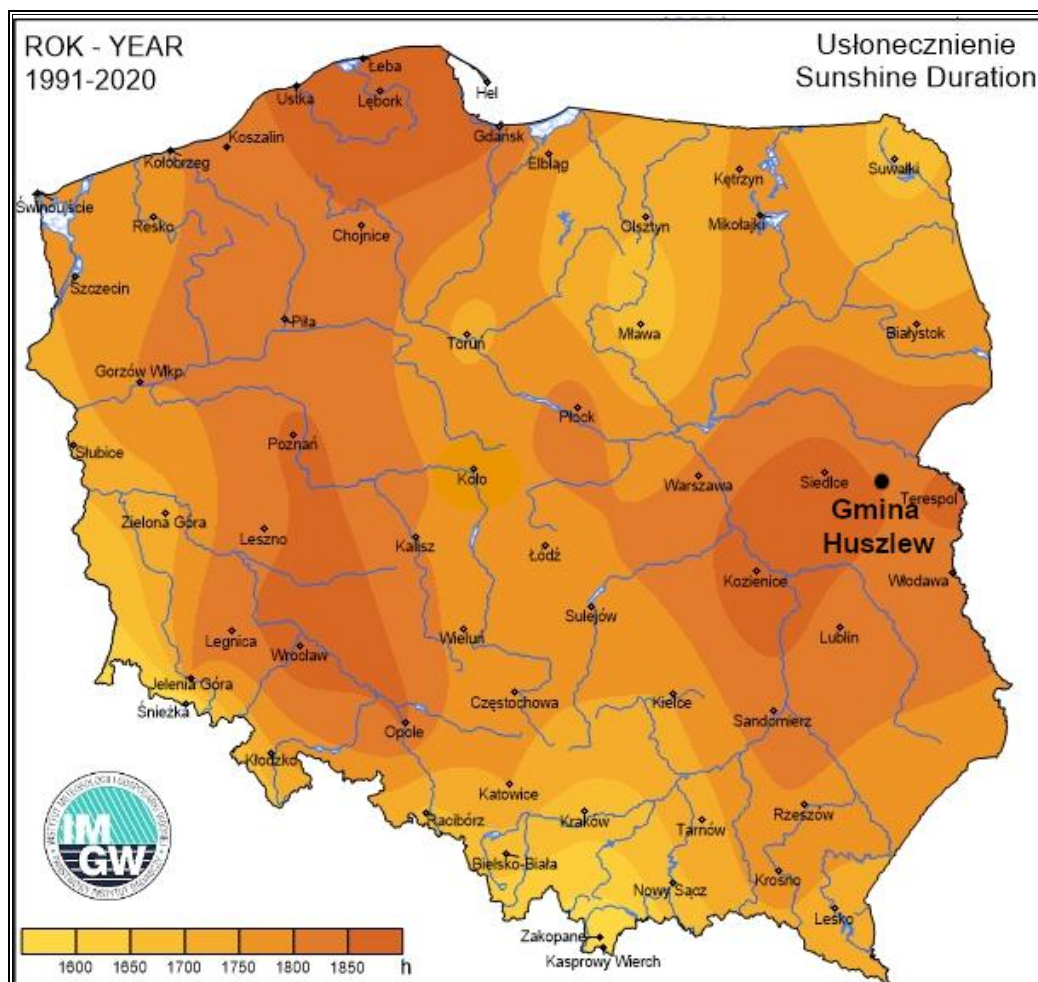 ROK - YEAR
1991-2020
Usłonecznienie
Sunshine Duration
Łeba
Ustka
Lębork
Hel
Koszalin
Gdańsk
Kołobrzeg
Elbląg
Suwałki
Kętrzyn
Świnoujście
Resko
Chojnice
Olsztyn
Mikołajki
Szczecin
Piła
Toruń
Mława
Białystok
Gorzów Wlkp.
Płock
Poznań
Słubice
Koło
Warszawa
Siedlce
Terespol
Gmina
Huszlew
Zielona Góra
Leszno
Kalisz
Łódź
Kozienice
Włodawa
Sulejów
Legnica
Wrocław
Wieluń
Lublin
Jelenia Góra
Śnieżka
Częstochowa
Kielce
Sandomierz
Opole
Kłodzko
Katowice
Racibórz
Kraków
Tarnów
Rzeszów
Bielsko-Biała
Nowy Sącz
Krosno
Lesko
Zakopane
Kasprowy Wierch
IM
GW
1600 1650 1700 1750 1800 1850 h